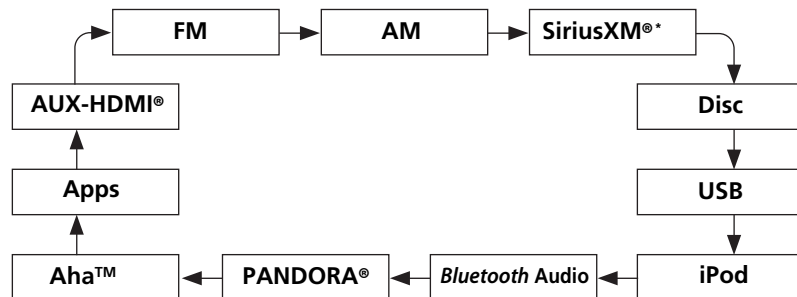 FM
AM
SiriusXM®*
AUX-HDMI®
Disc
Apps
USB
Aha™
PANDORA®
Bluetooth Audio
iPod